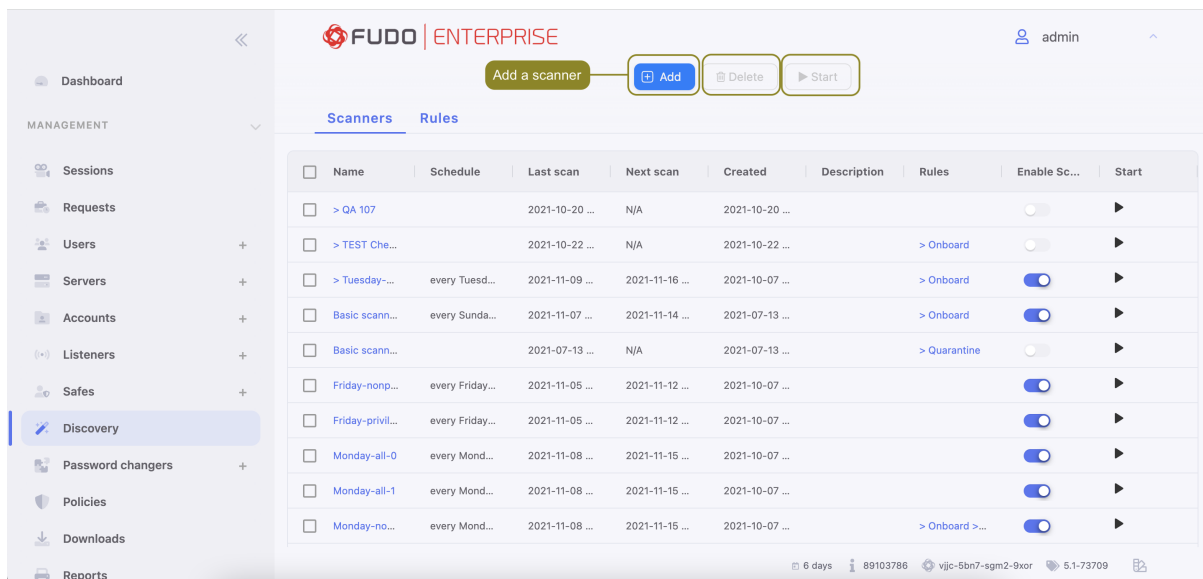 FUDO ENTERPRISE
admin
Add a scanner
Add
Delete
Start
Dashboard
MANAGEMENT
Sessions
Requests
Users +
Servers +
Accounts +
Listeners +
Safes +
Discovery
Password changers +
Policies
Downloads
Reports
Scanners Rules
Name Schedule Last scan Next scan Created Description Rules Enable Sc... Start
> QA 107 2021-10-20 ... N/A 2021-10-20 ...
> TEST Che... 2021-10-22 ... N/A 2021-10-22 ... > Onboard
> Tuesday-... every Tuesd... 2021-11-09 ... 2021-11-16 ... 2021-10-07 ... > Onboard
Basic scann... every Sunda... 2021-11-07 ... 2021-11-14 ... 2021-07-13 ... > Onboard
Basic scann... 2021-07-13 ... N/A 2021-07-13 ... > Quarantine
Friday-nonp... every Friday... 2021-11-05 ... 2021-11-12 ... 2021-10-07 ...
Friday-privil... every Friday... 2021-11-05 ... 2021-11-12 ... 2021-10-07 ...
Monday-all-0 every Mond... 2021-11-08 ... 2021-11-15 ... 2021-10-07 ...
Monday-all-1 every Mond... 2021-11-08 ... 2021-11-15 ... 2021-10-07 ...
Monday-no... every Mond... 2021-11-08 ... 2021-11-15 ... 2021-10-07 ... > Onboard >...
6 days 89103786 vjjc-5bn7-sgm2-9xor 5.1-73709